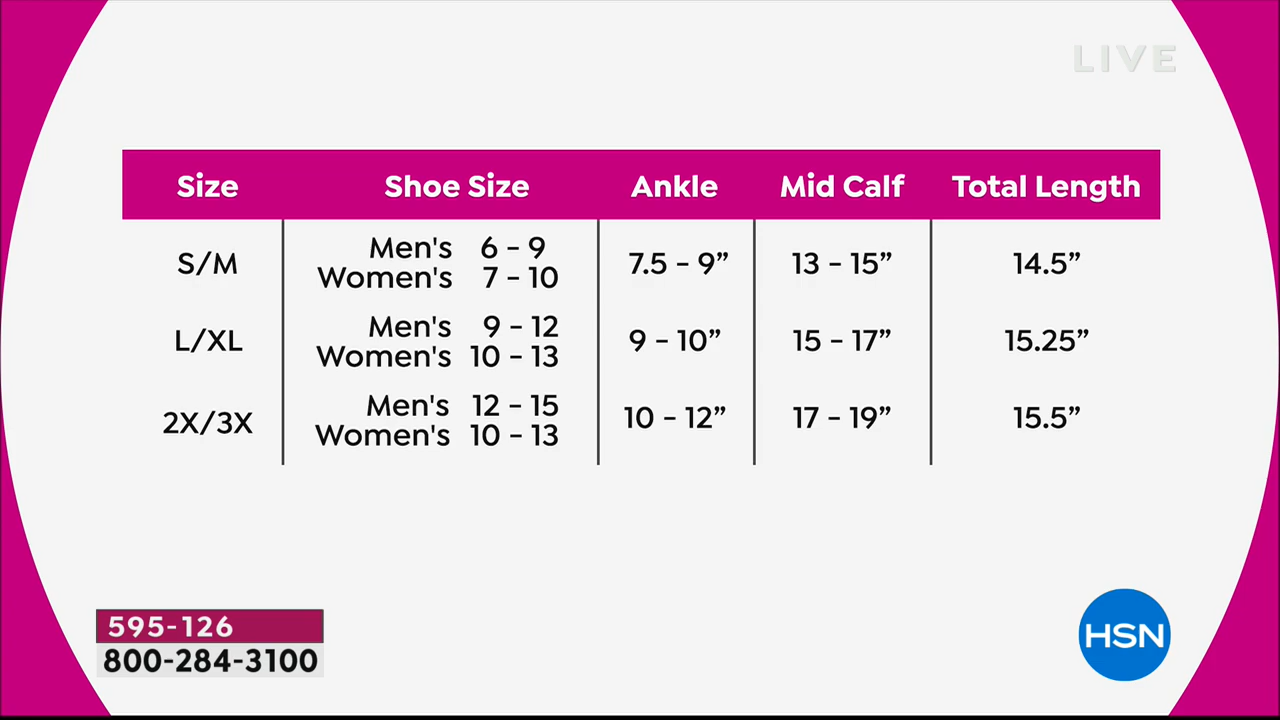 LIVE
Size Shoe Size Ankle Mid Calf Total Length
S/M Men's 6 - 9 Women's 7 - 10 7.5 - 9” 13 - 15” 14.5”
L/XL Men's 9 - 12 Women's 10 - 13 9 - 10” 15 - 17” 15.25”
2X/3X Men's 12 - 15 Women's 10 - 13 10 - 12” 17 - 19” 15.5”
595-126
800-284-3100
HSN